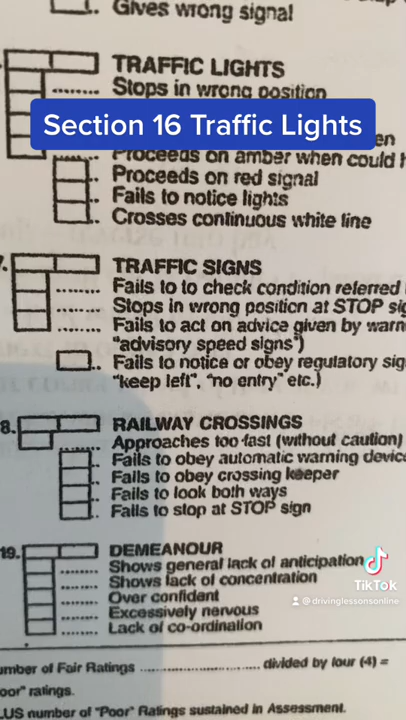 Gives wrong signal
TRAFFIC LIGHTS
Stops in wrong position
Section 16 Traffic Lights
Proceeds on amber when could
Proceeds on red signal
Fails to notice lights
Crosses continuous white line
7.
TRAFFIC SIGNS
Fails to to check condition referred
Stops in wrong position at STOP
Fails to act on advice given by
"advisory speed signs")
Fails to notice or obey regulatory
"keep left", "no entry" etc.)
8.
RAILWAY CROSSINGS
Approaches too fast (without caution)
Fails to obey automatic warning
Fails to obey crossing keeper
Fails to look both ways
Fails to stop at STOP sign
19.
DEMEANOUR
Shows general lack of anticipation
Shows lack of concentration
Over confident
Excessively nervous
Lack of co-ordination
TikTok
@drivinglessonsonline
umber of Fair Ratings .................... divided by four (4) =
oor" ratings.
LUS number of "Poor" Ratings sustained in Assessment.